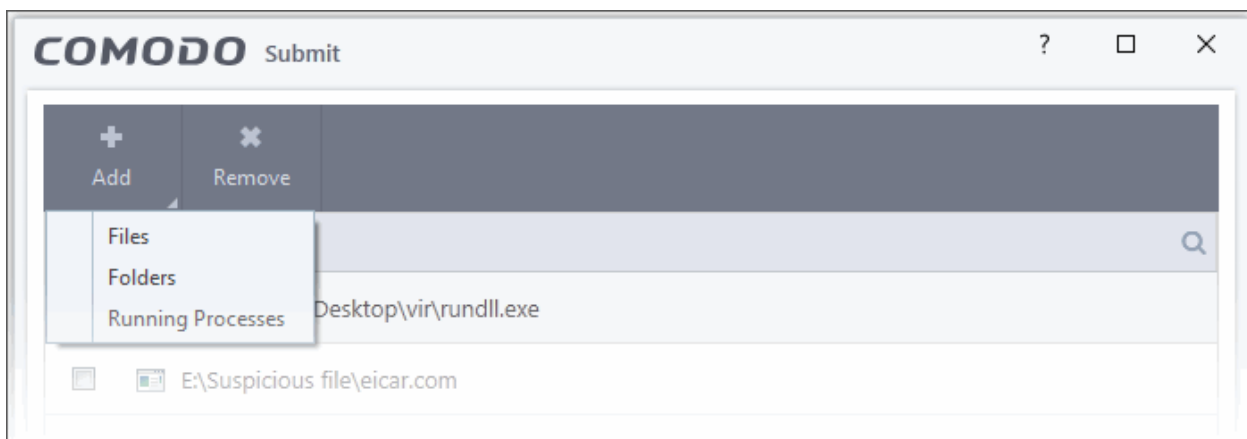 COMODO Submit ?
Add Remove
Files
Folders
Running Processes
Desktop\vir\rundll.exe
E:\Suspicious file\eicar.com